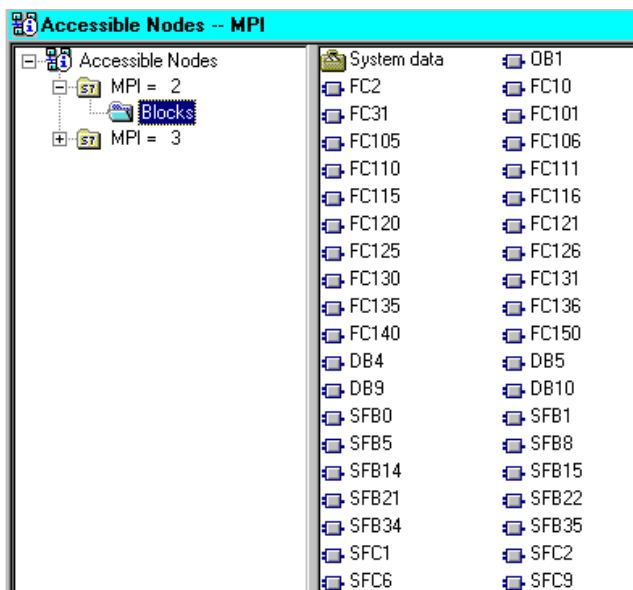 Accessible Nodes -- MPI
Accessible Nodes
S7 MPI = 2
Blocks
S7 MPI = 3
System data OB1
FC2 FC10
FC31 FC101
FC105 FC106
FC110 FC111
FC115 FC116
FC120 FC121
FC125 FC126
FC130 FC131
FC135 FC136
FC140 FC150
DB4 DB5
DB9 DB10
SFB0 SFB1
SFB5 SFB8
SFB14 SFB15
SFB21 SFB22
SFB34 SFB35
SFC1 SFC2
SFC6 SFC9